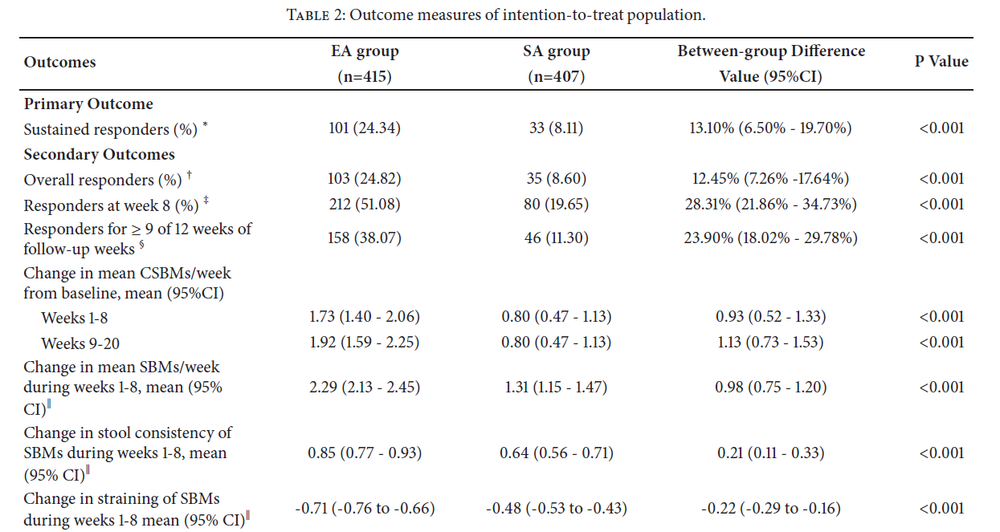 TABLE 2: Outcome measures of intention-to-treat population.
Outcomes EA group (n=415) SA group (n=407) Between-group Difference Value (95%CI) P Value
Primary Outcome
Sustained responders (%) * 101 (24.34) 33 (8.11) 13.10% (6.50% - 19.70%) <0.001
Secondary Outcomes
Overall responders (%) † 103 (24.82) 35 (8.60) 12.45% (7.26% -17.64%) <0.001
Responders at week 8 (%) ‡ 212 (51.08) 80 (19.65) 28.31% (21.86% - 34.73%) <0.001
Responders for ≥ 9 of 12 weeks of
follow-up weeks § 158 (38.07) 46 (11.30) 23.90% (18.02% - 29.78%) <0.001
Change in mean CSBMs/week
from baseline, mean (95%CI)
Weeks 1-8 1.73 (1.40 - 2.06) 0.80 (0.47 - 1.13) 0.93 (0.52 - 1.33) <0.001
Weeks 9-20 1.92 (1.59 - 2.25) 0.80 (0.47 - 1.13) 1.13 (0.73 - 1.53) <0.001
Change in mean SBMs/week
during weeks 1-8, mean (95% 2.29 (2.13 - 2.45) 1.31 (1.15 - 1.47) 0.98 (0.75 - 1.20) <0.001
CI)‖
Change in stool consistency of
SBMs during weeks 1-8, mean 0.85 (0.77 - 0.93) 0.64 (0.56 - 0.71) 0.21 (0.11 - 0.33) <0.001
(95% CI)‖
Change in straining of SBMs
during weeks 1-8 mean (95% CI)‖ -0.71 (-0.76 to -0.66) -0.48 (-0.53 to -0.43) -0.22 (-0.29 to -0.16) <0.001